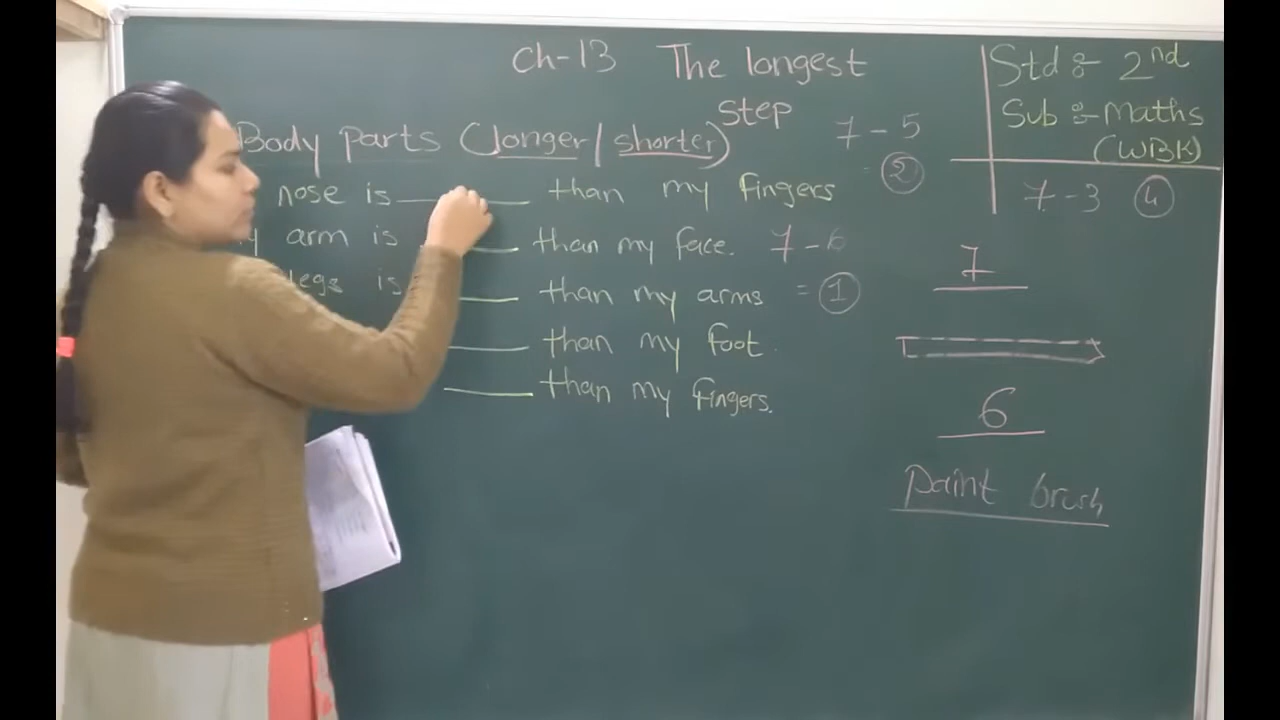 Ch-13 The longest
Step
Std :- 2nd
Sub :- Maths
(WBK)
Body parts (longer/shorter)
nose is ______ than my fingers
arm is ______ than my face.
legs is ______ than my arms
______ than my foot.
______ than my fingers.
7 - 5
= 2
7 - 6
= 1
7 - 3 4
7
6
paint brush